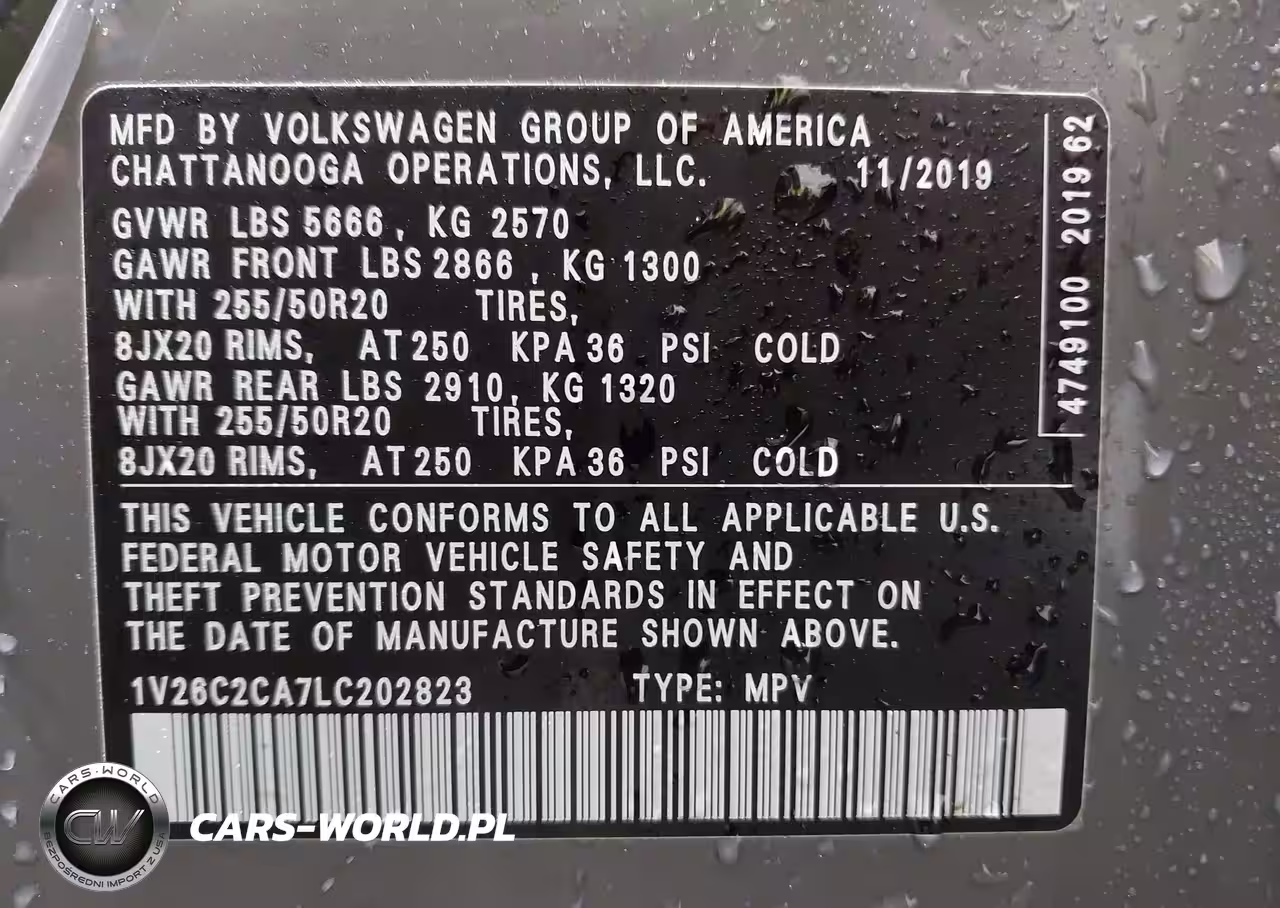 MFD BY VOLKSWAGEN GROUP OF AMERICA
CHATTANOOGA OPERATIONS, LLC. 11/2019
GVWR LBS 5666, KG 2570
GAWR FRONT LBS 2866, KG 1300
WITH 255/50R20 TIRES,
8JX20 RIMS, AT 250 KPA 36 PSI COLD
GAWR REAR LBS 2910, KG 1320
WITH 255/50R20 TIRES,
8JX20 RIMS, AT 250 KPA 36 PSI COLD
4749100 2019 62
THIS VEHICLE CONFORMS TO ALL APPLICABLE U.S.
FEDERAL MOTOR VEHICLE SAFETY AND
THEFT PREVENTION STANDARDS IN EFFECT ON
THE DATE OF MANUFACTURE SHOWN ABOVE.
1V26C2CA7LC202823 TYPE: MPV
CARS-WORLD
CW
BEZPOŚREDNI IMPORT Z USA
CARS-WORLD.PL